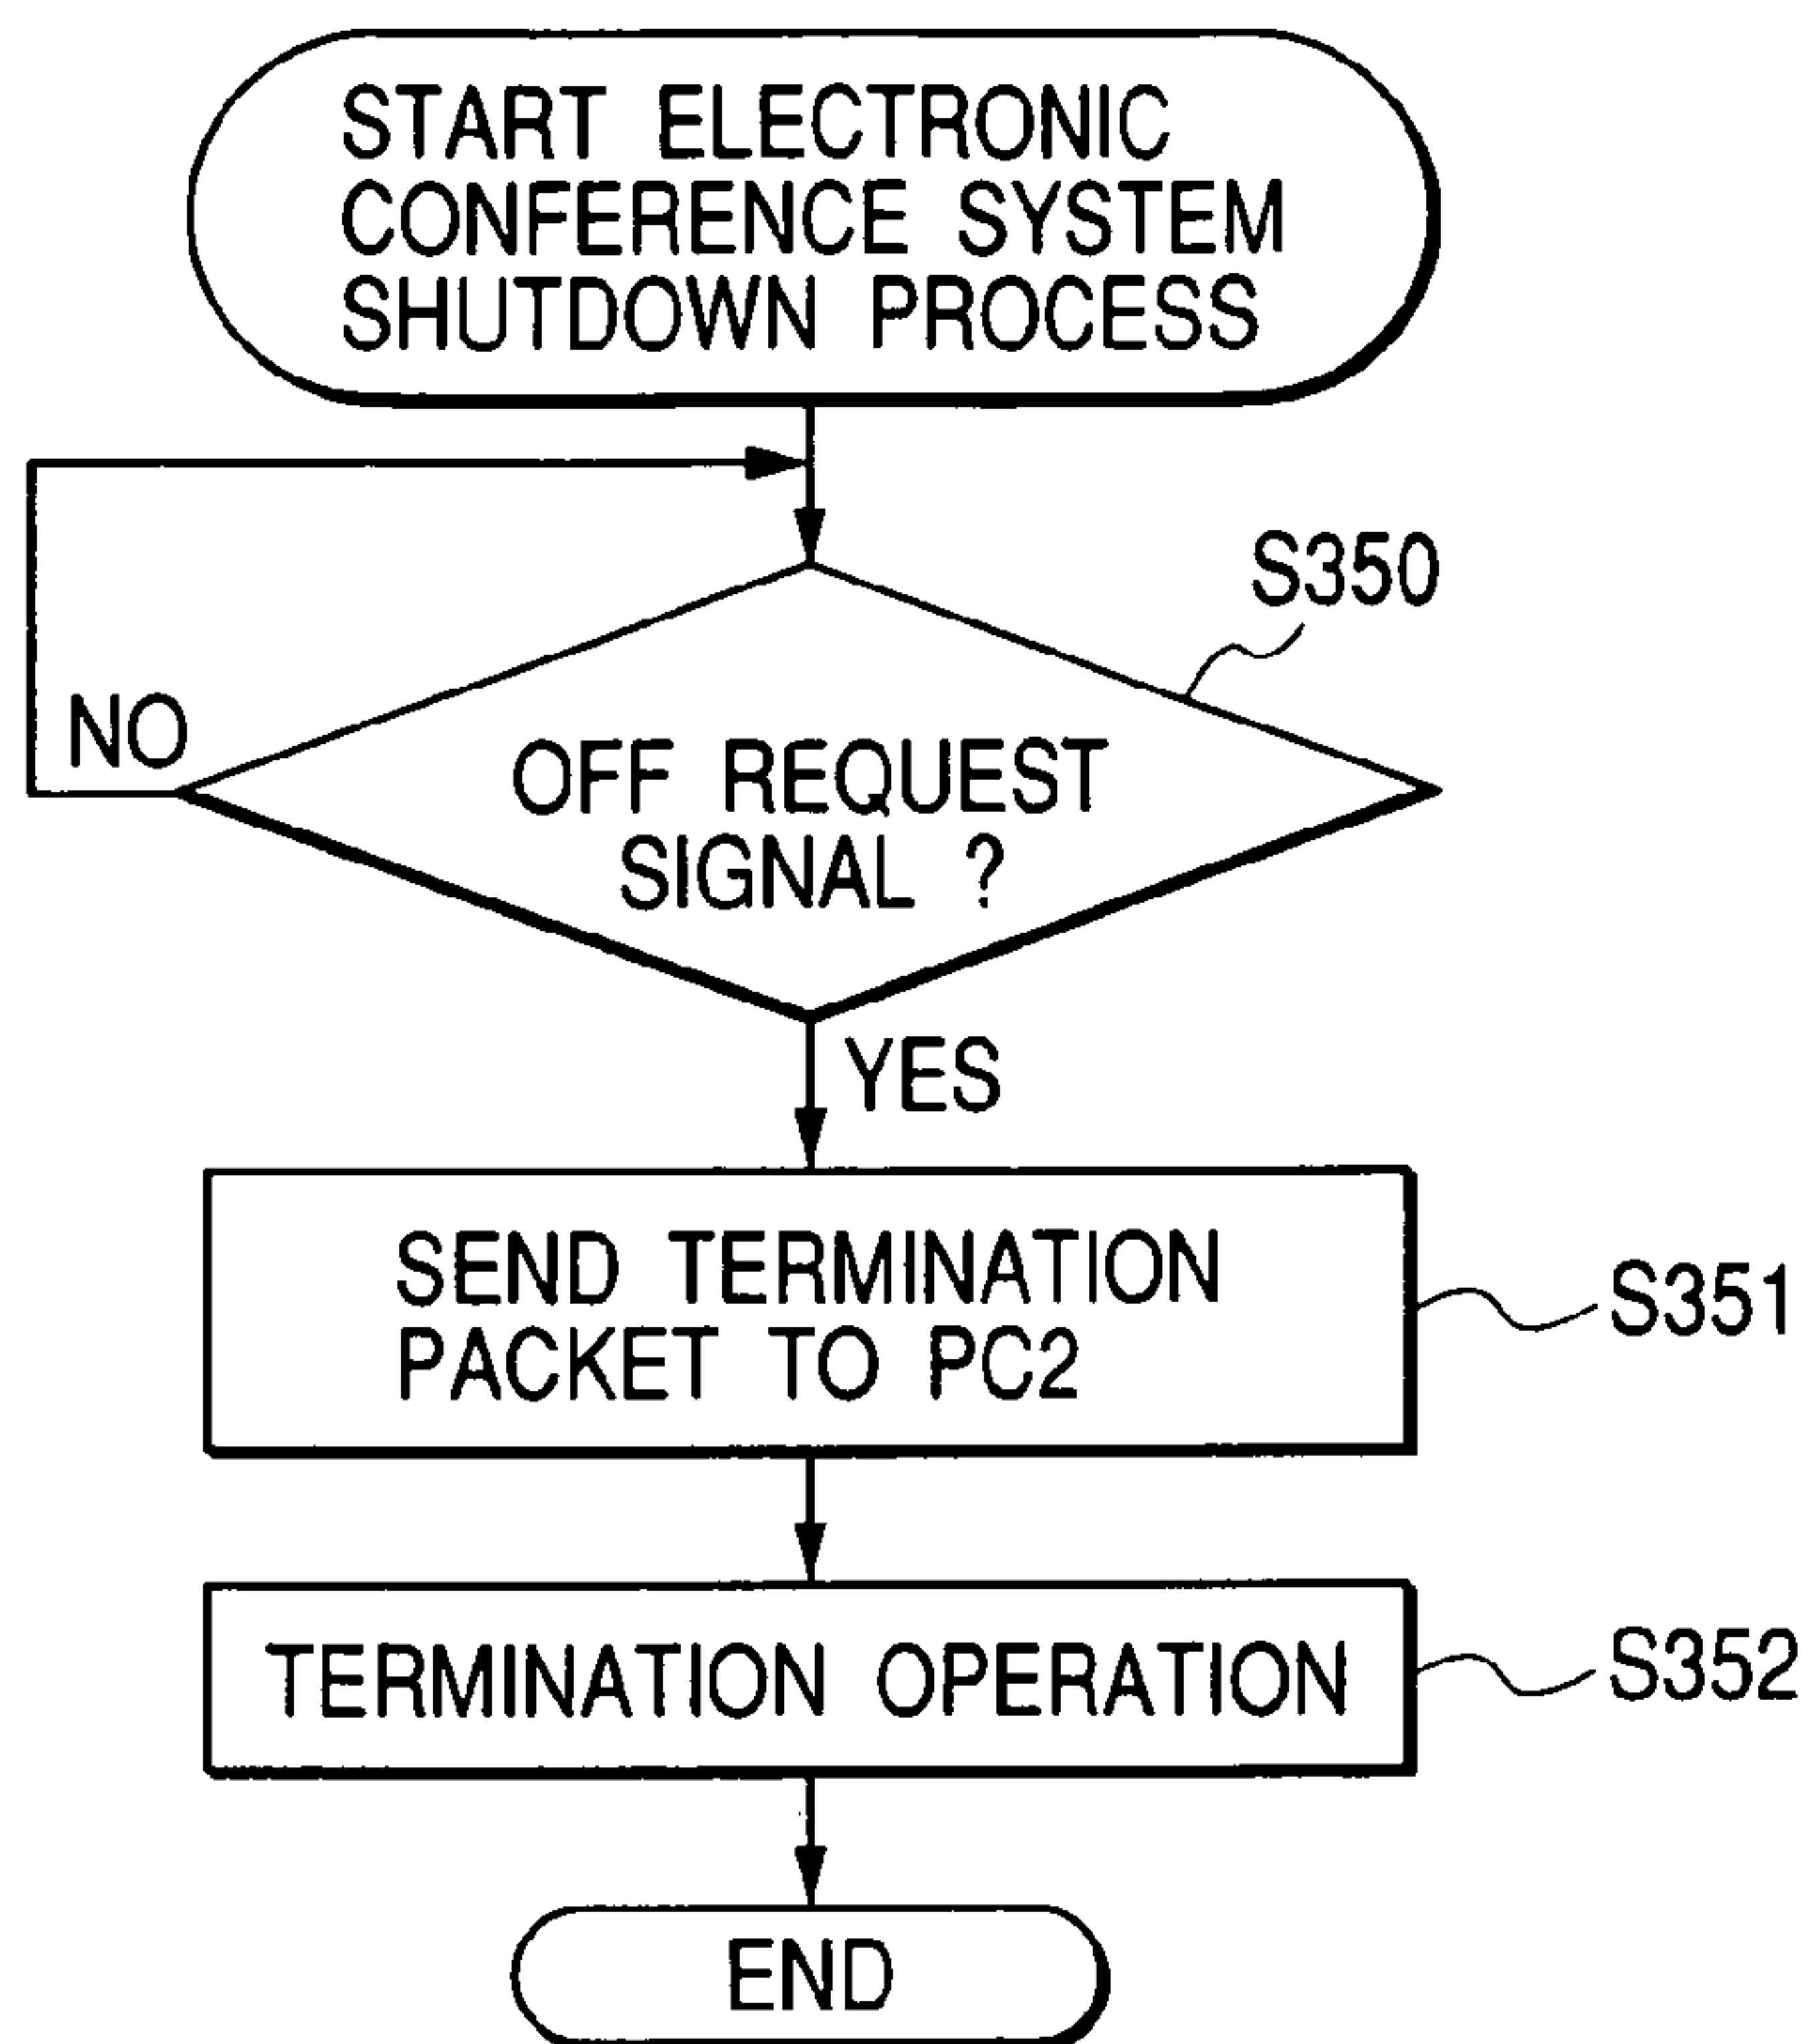 START ELECTRONIC
CONFERENCE SYSTEM
SHUTDOWN PROCESS
S350
NO
OFF REQUEST
SIGNAL ?
YES
SEND TERMINATION
PACKET TO PC2
S351
TERMINATION OPERATION
S352
END